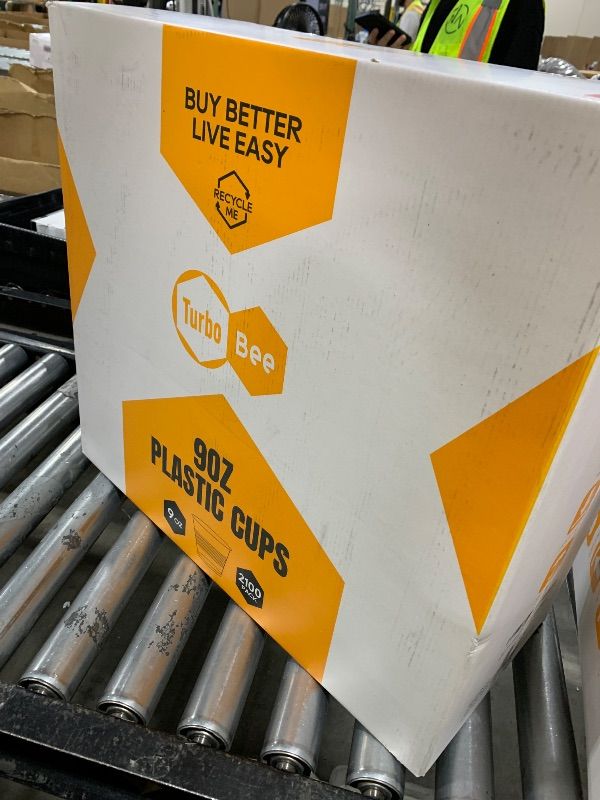 BUY BETTER
LIVE EASY
RECYCLE
ME
Turbo
Bee
9OZ
PLASTIC CUPS
9 OZ
2100
PACK